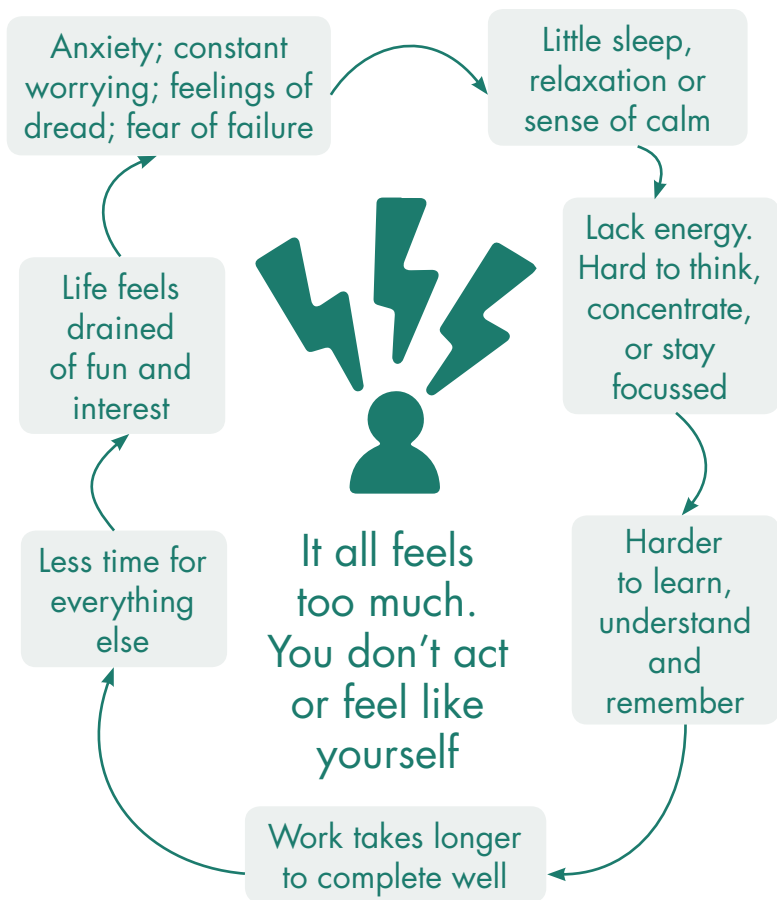 Anxiety; constant
worrying; feelings of
dread; fear of failure
Little sleep,
relaxation or
sense of calm
Lack energy.
Hard to think,
concentrate,
or stay
focussed
Harder
to learn,
understand
and
remember
Work takes longer
to complete well
Less time for
everything
else
Life feels
drained
of fun and
interest
It all feels
too much.
You don’t act
or feel like
yourself